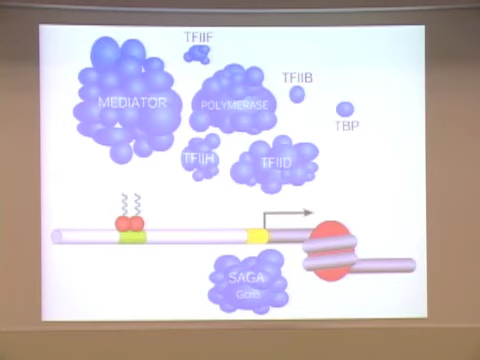 TFIIF
MEDIATOR
POLYMERASE
TFIIB
TBP
TFIIH
TFIID
SAGA
Gcn5